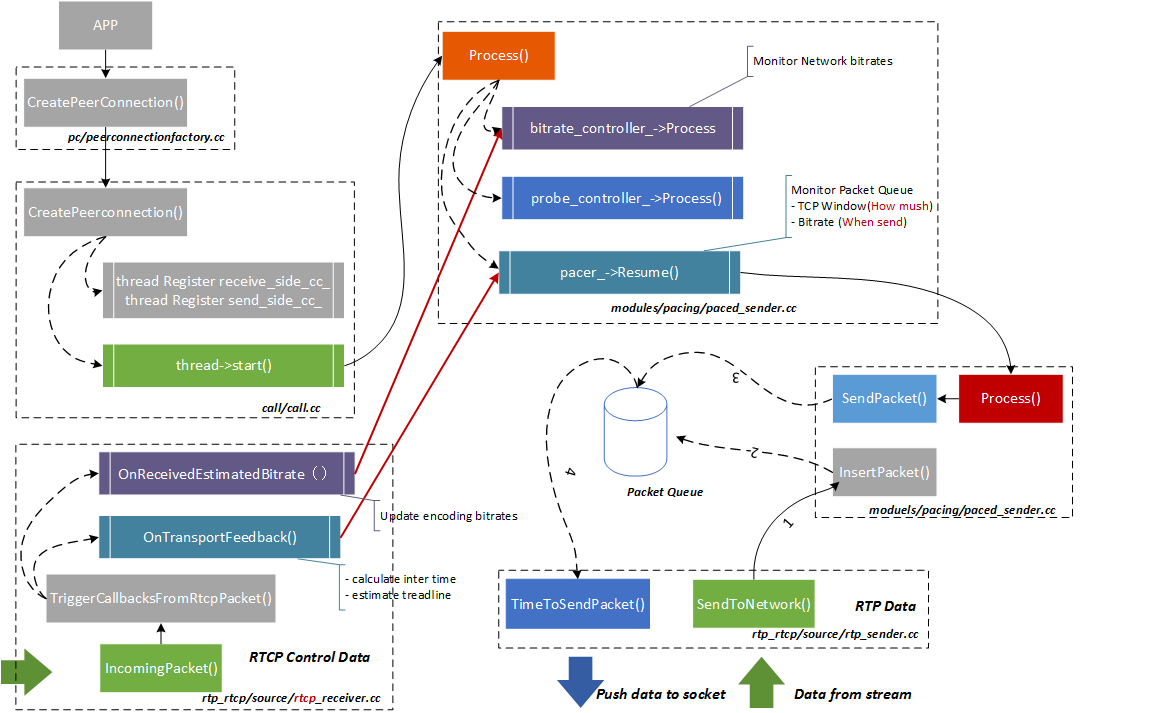 APP
CreatePeerConnection()
pc/peerconnectionfactory.cc
CreatePeerconnection()
thread Register receive_side_cc_
thread Register send_side_cc_
thread->start()
call/call.cc
Process()
Monitor Network bitrates
bitrate_controller_->Process
probe_controller_->Process()
Monitor Packet Queue
- TCP Window(How mush)
- Bitrate (When send)
pacer_->Resume()
modules/pacing/paced_sender.cc
OnReceivedEstimatedBitrate（）
Update encoding bitrates
OnTransportFeedback()
- calculate inter time
- estimate treadline
TriggerCallbacksFromRtcpPacket()
IncomingPacket()
RTCP Control Data
rtp_rtcp/source/rtcp_receiver.cc
3
SendPacket()
Process()
2
InsertPacket()
moduels/pacing/paced_sender.cc
Packet Queue
4
1
TimeToSendPacket()
SendToNetwork()
RTP Data
rtp_rtcp/source/rtp_sender.cc
Push data to socket
Data from stream